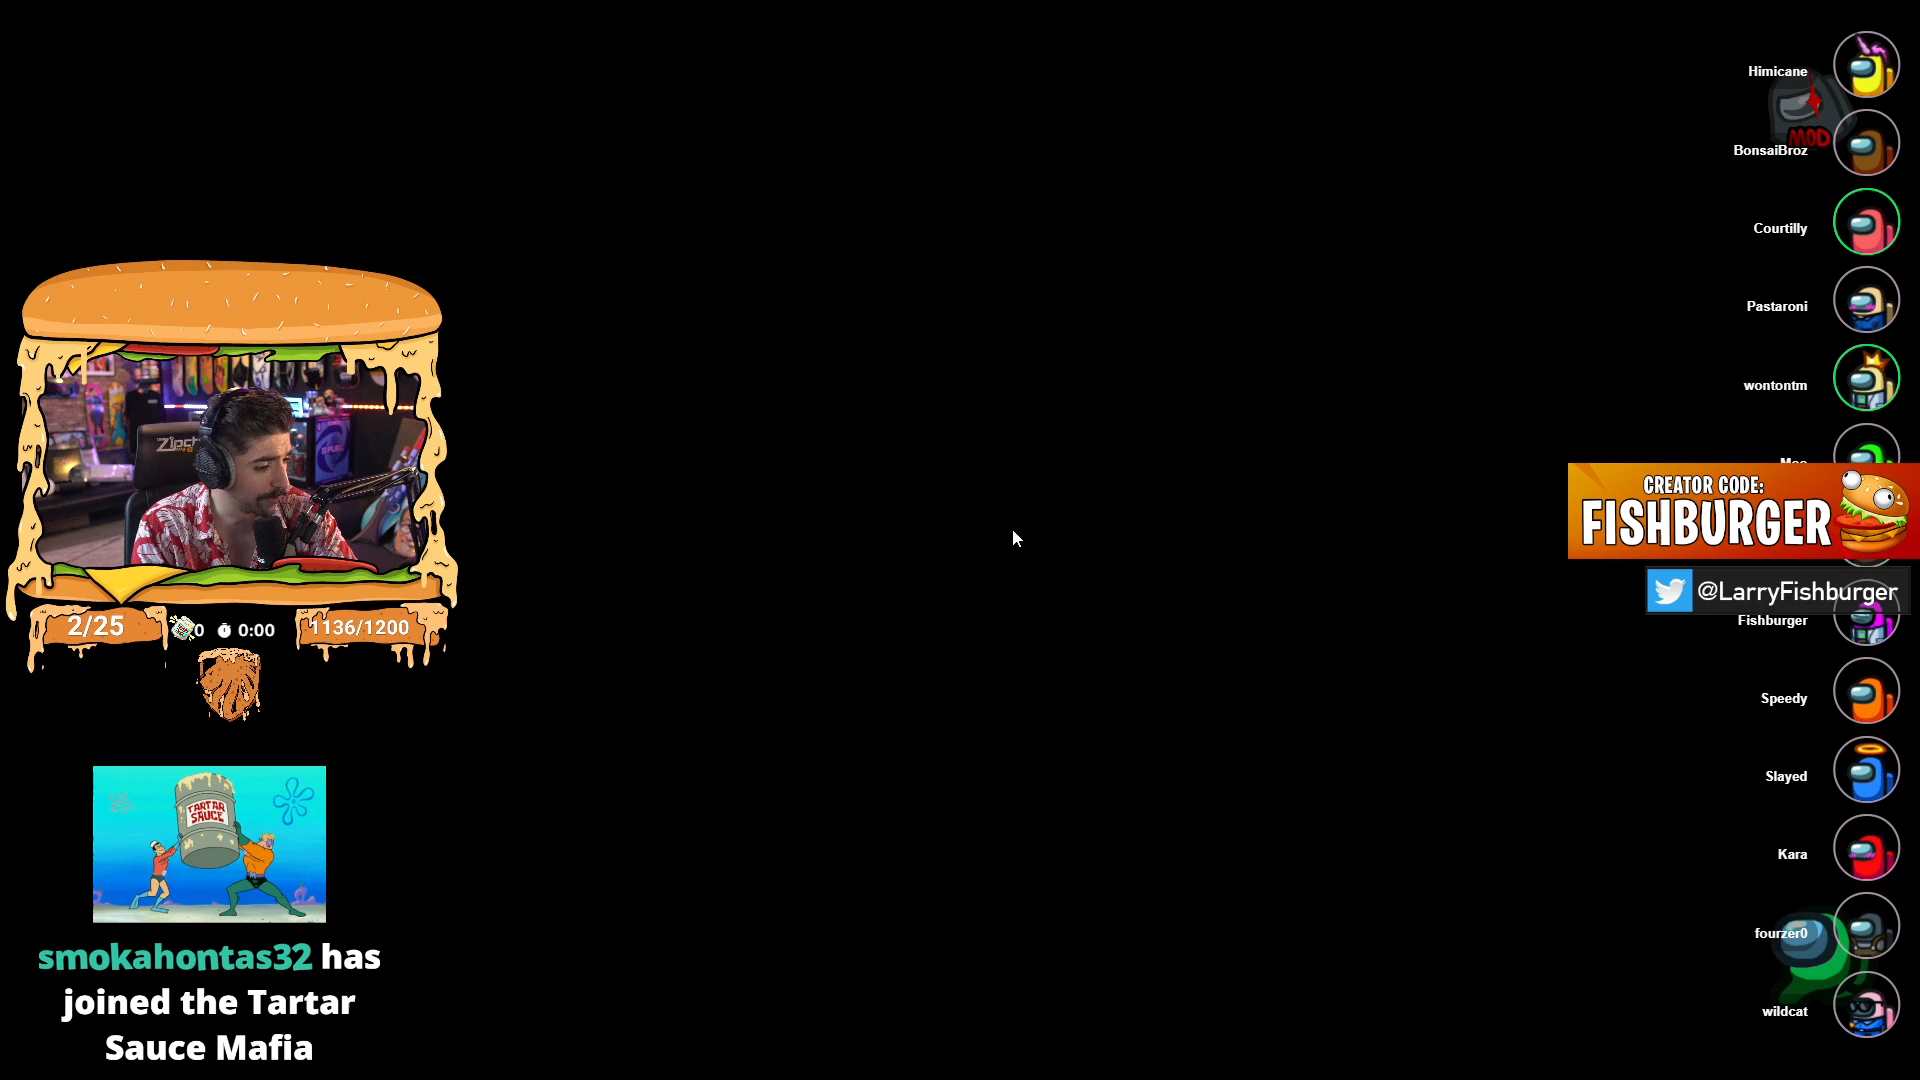 Himicane
MOD
BonsaiBroz
Courtilly
Pastaroni
wontontm
CREATOR CODE:
FISHBURGER
@LarryFishburger
Fishburger
Speedy
Slayed
Kara
fourzer0
wildcat
2/25
0
0:00
1136/1200
TARTAR
SAUCE
smokahontas32 has
joined the Tartar
Sauce Mafia